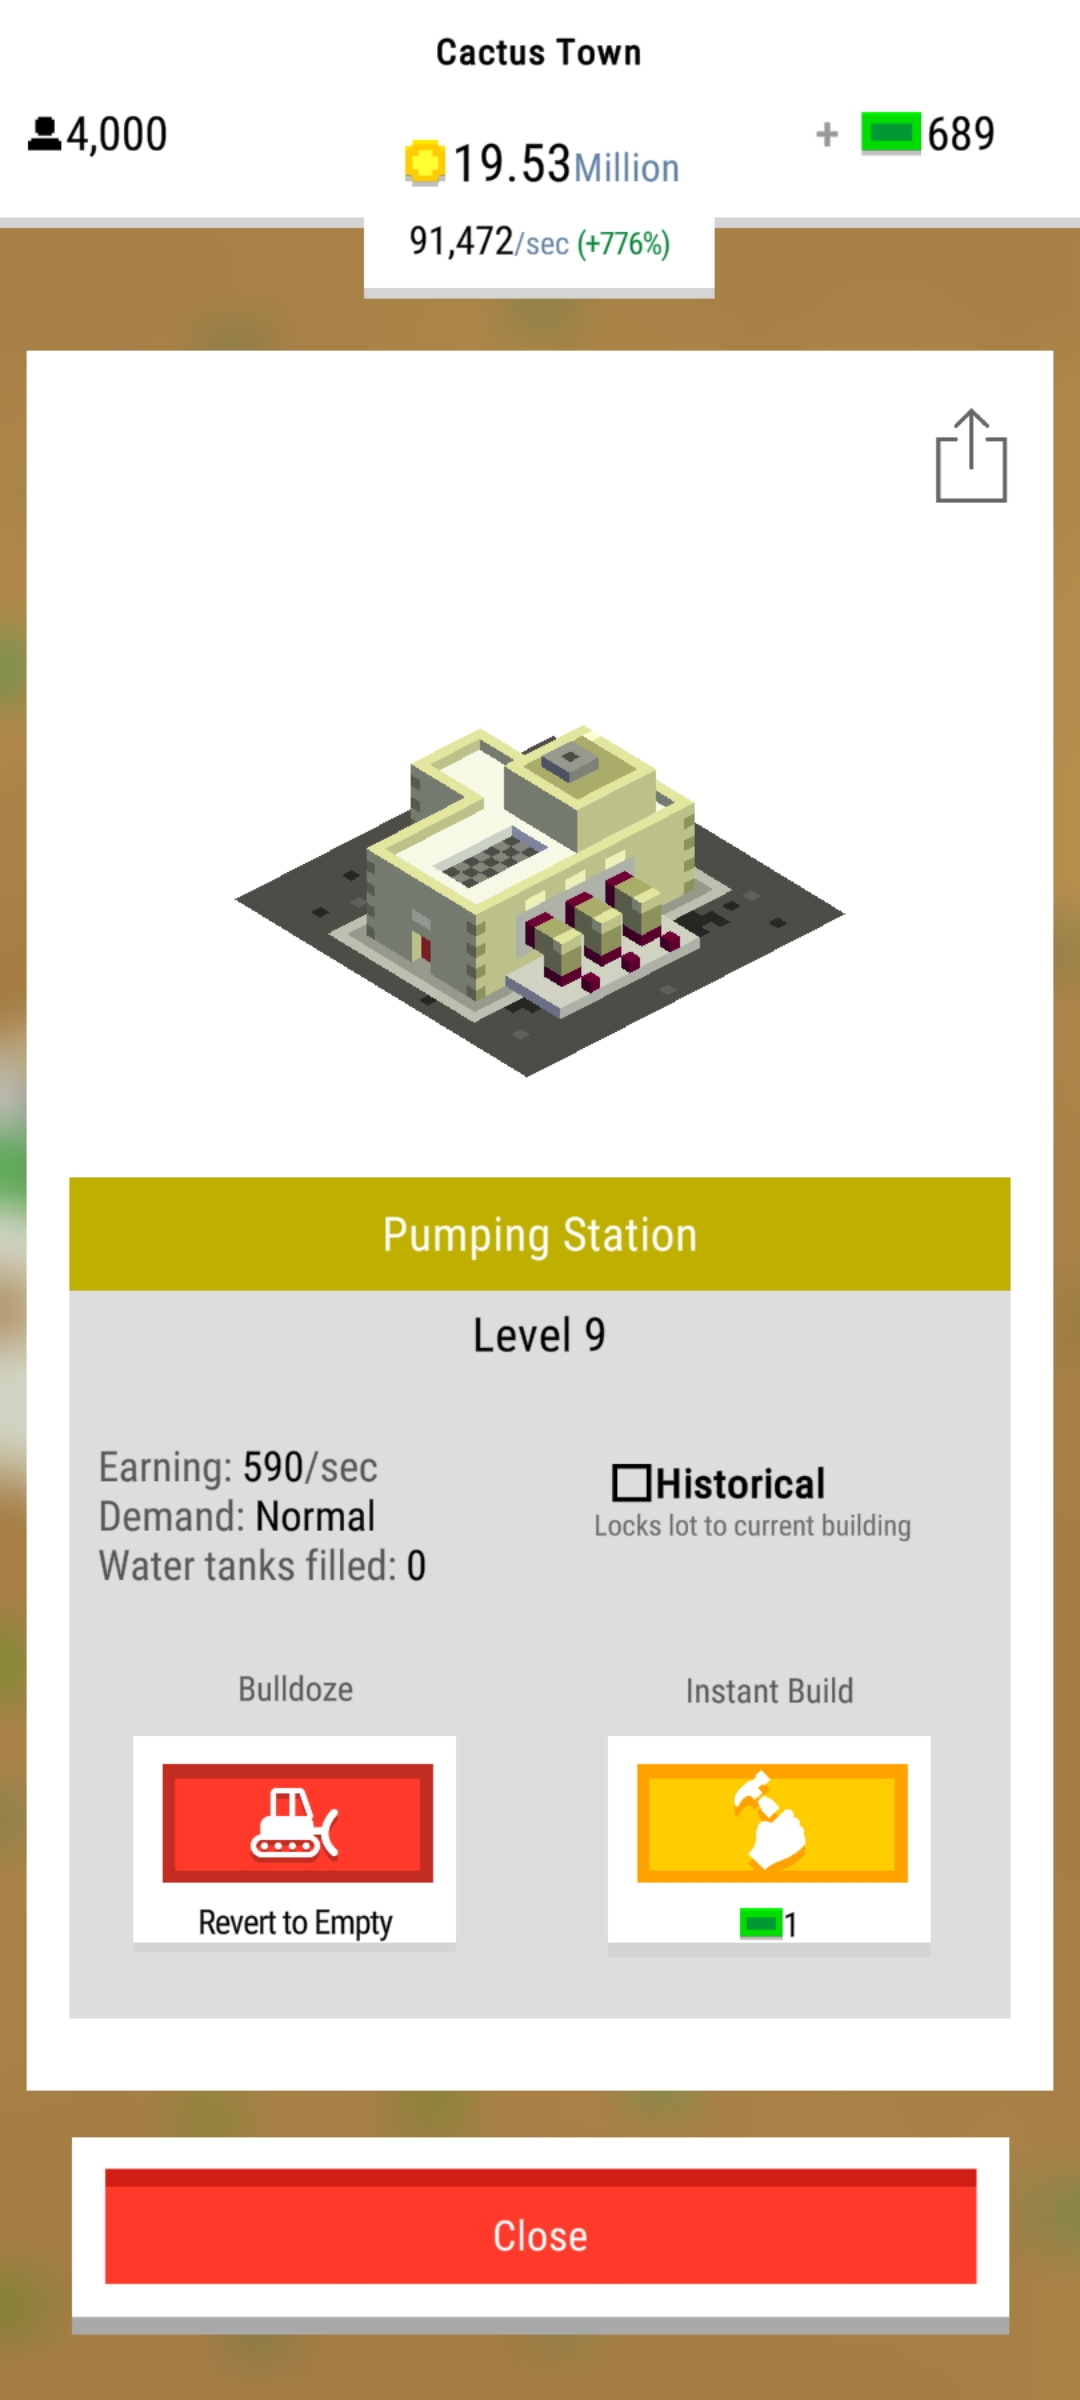 Cactus Town
4,000
19.53Million
+ 689
91,472/sec (+776%)
Pumping Station
Level 9
Earning: 590/sec
Demand: Normal
Water tanks filled: 0
Historical
Locks lot to current building
Bulldoze
Revert to Empty
Instant Build
1
Close